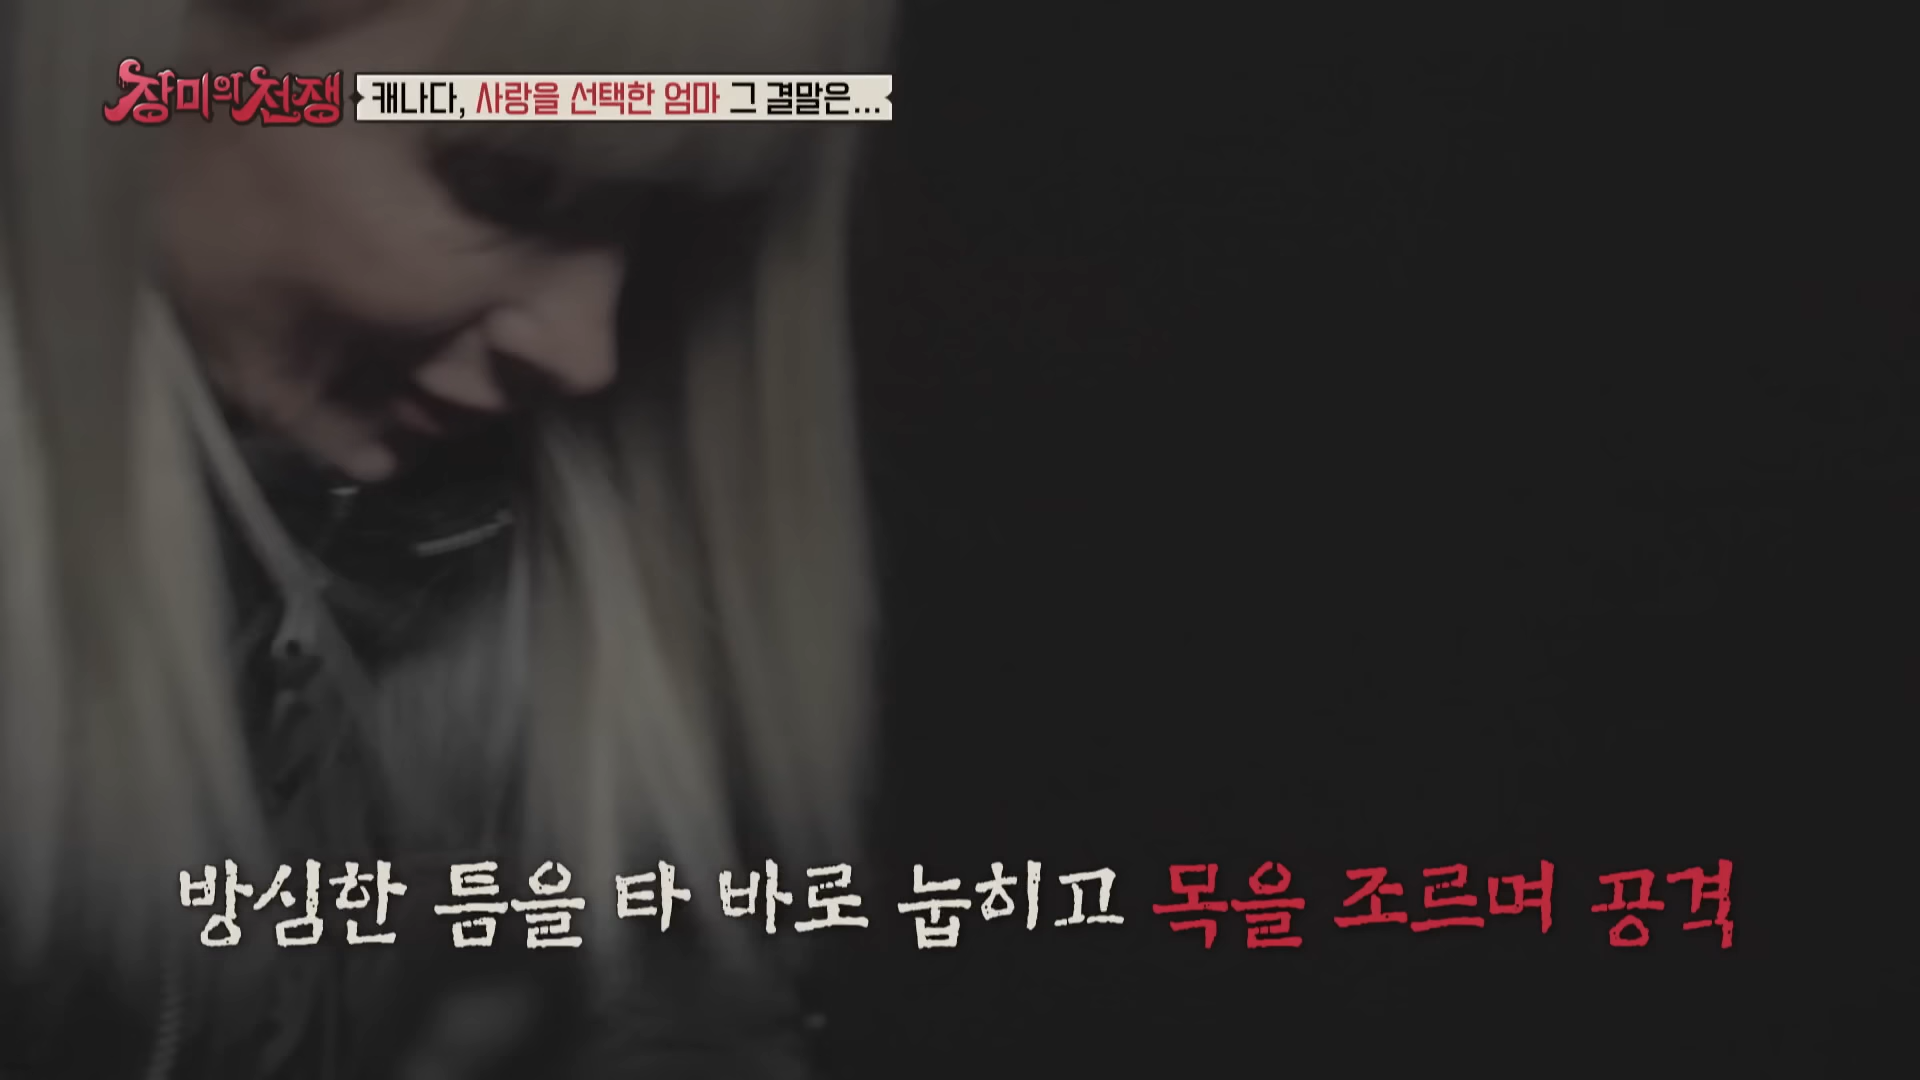 장미의 전쟁
캐나다, 사랑을 선택한 엄마 그 결말은...
방심한 틈을 타 바로 눕히고 목을 조르며 공격